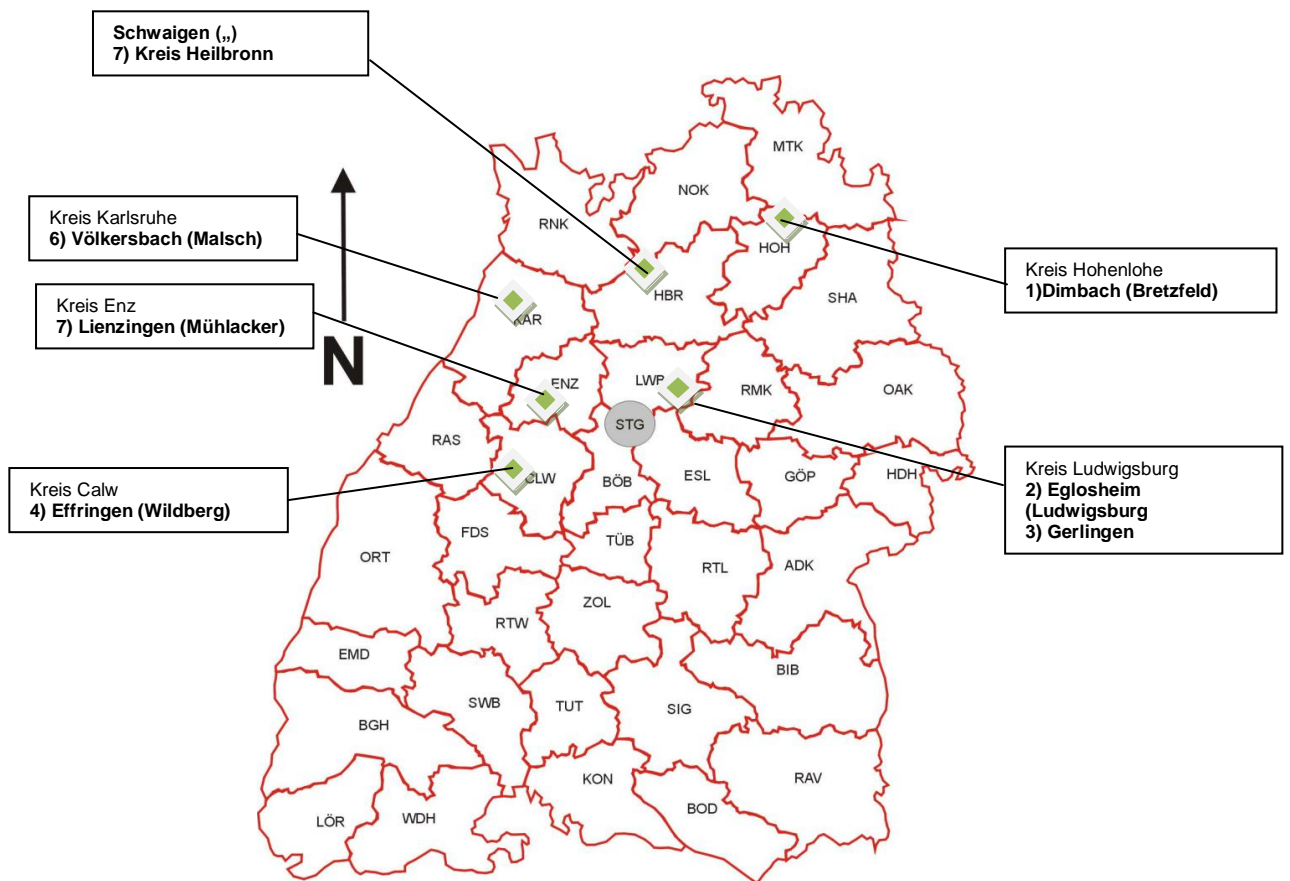 Schwaigen („)
7) Kreis Heilbronn
MTK
NOK
RNK
Kreis Karlsruhe
6) Völkersbach (Malsch)
HOH
Kreis Hohenlohe
1)Dimbach (Bretzfeld)
HBR
SHA
Kreis Enz
7) Lienzingen (Mühlacker)
KAR
N
ENZ
LWB
RMK
OAK
STG
RAS
Kreis Calw
4) Effringen (Wildberg)
CLW
BÖB
ESL
GÖP
HDH
Kreis Ludwigsburg
2) Eglosheim
(Ludwigsburg
3) Gerlingen
FDS
TÜB
ORT
RTL
ADK
ZOL
RTW
EMD
BIB
SWB
TUT
SIG
BGH
KON
RAV
BOD
LÖR
WDH